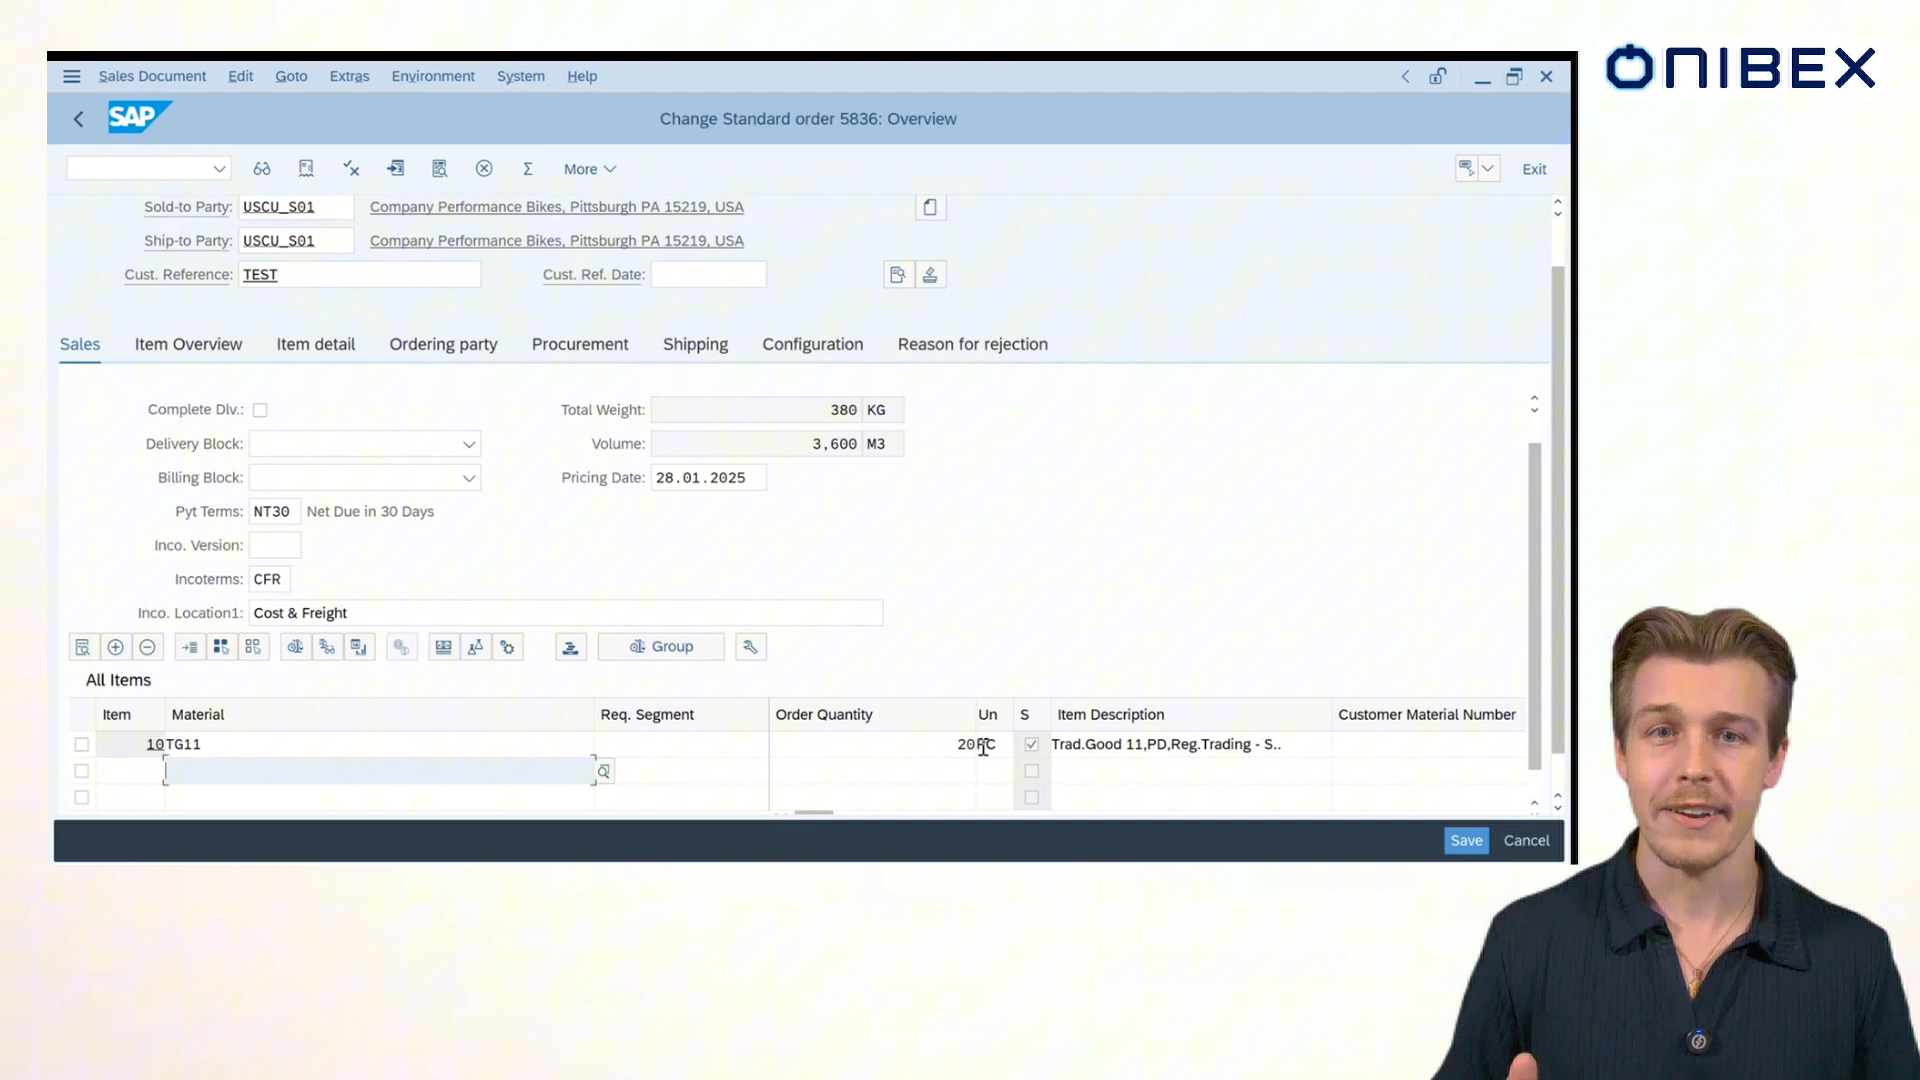 ONIBEX
Sales Document Edit Goto Extras Environment System Help
SAP
Change Standard order 5836: Overview
More
Exit
Sold-to Party: USCU_S01 Company Performance Bikes, Pittsburgh PA 15219, USA
Ship-to Party: USCU_S01 Company Performance Bikes, Pittsburgh PA 15219, USA
Cust. Reference: TEST Cust. Ref. Date:
Sales Item Overview Item detail Ordering party Procurement Shipping Configuration Reason for rejection
Complete Dlv.: Total Weight: 380 KG
Delivery Block: Volume: 3,600 M3
Billing Block: Pricing Date: 28.01.2025
Pyt Terms: NT30 Net Due in 30 Days
Inco. Version:
Incoterms: CFR
Inco. Location1: Cost & Freight
Group
All Items
Item Material Req. Segment Order Quantity Un S Item Description Customer Material Number
10 TG11 20 Trad.Good 11,PD,Reg.Trading - S..
Save Cancel